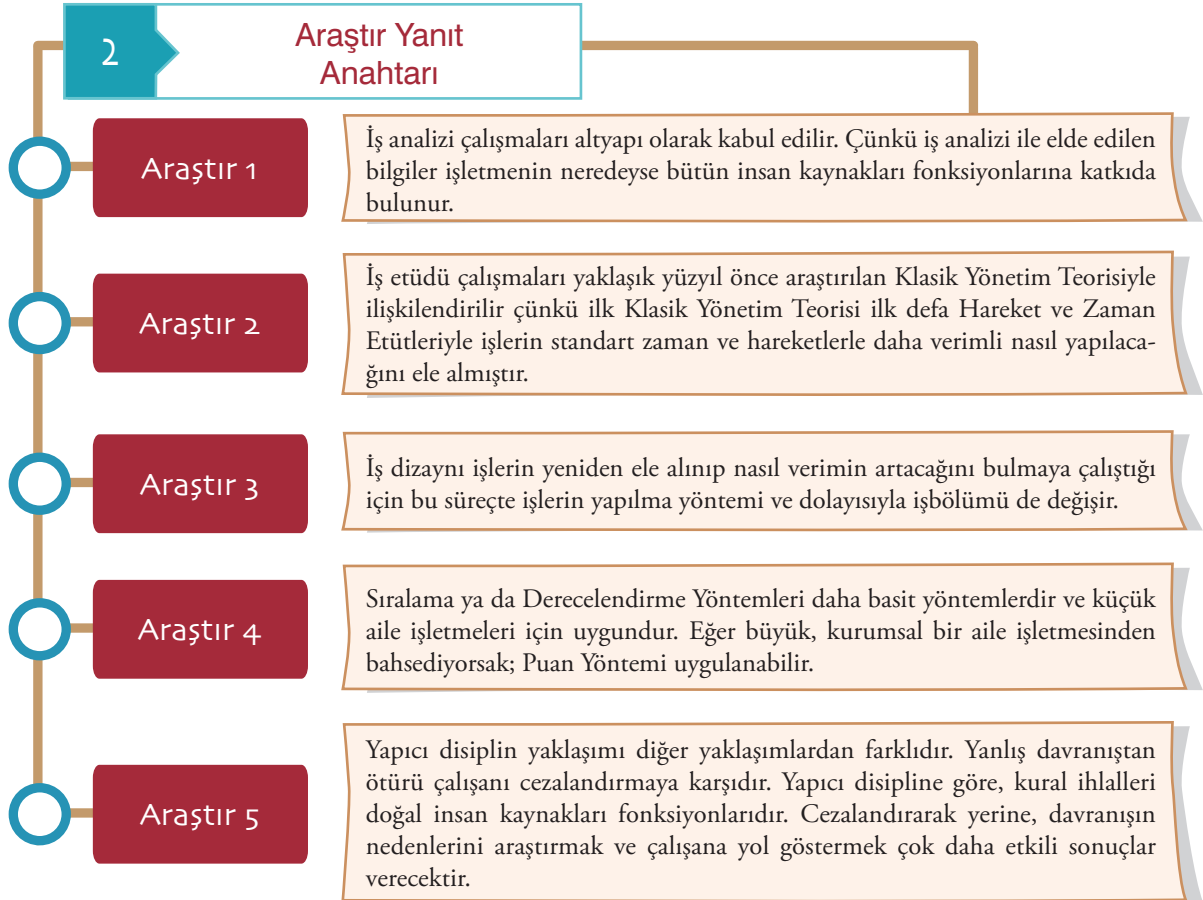 2
Araştır Yanıt
Anahtarı
Araştır 1
İş analizi çalışmaları altyapı olarak kabul edilir. Çünkü iş analizi ile elde edilen
bilgiler işletmenin neredeyse bütün insan kaynakları fonksiyonlarına katkıda
bulunur.
Araştır 2
İş etüdü çalışmaları yaklaşık yüzyıl önce araştırılan Klasik Yönetim Teorisiyle
ilişkilendirilir çünkü ilk Klasik Yönetim Teorisi ilk defa Hareket ve Zaman
Etütleriyle işlerin standart zaman ve hareketlerle daha verimli nasıl yapılaca-
ğını ele almıştır.
Araştır 3
İş dizaynı işlerin yeniden ele alınıp nasıl verimin artacağını bulmaya çalıştığı
için bu süreçte işlerin yapılma yöntemi ve dolayısıyla işbölümü de değişir.
Araştır 4
Sıralama ya da Derecelendirme Yöntemleri daha basit yöntemlerdir ve küçük
aile işletmeleri için uygundur. Eğer büyük, kurumsal bir aile işletmesinden
bahsediyorsak; Puan Yöntemi uygulanabilir.
Araştır 5
Yapıcı disiplin yaklaşımı diğer yaklaşımlardan farklıdır. Yanlış davranıştan
ötürü çalışanı cezalandırmaya karşıdır. Yapıcı disipline göre, kural ihlalleri
doğal insan kaynakları fonksiyonlarıdır. Cezalandırarak yerine, davranışın
nedenlerini araştırmak ve çalışana yol göstermek çok daha etkili sonuçlar
verecektir.